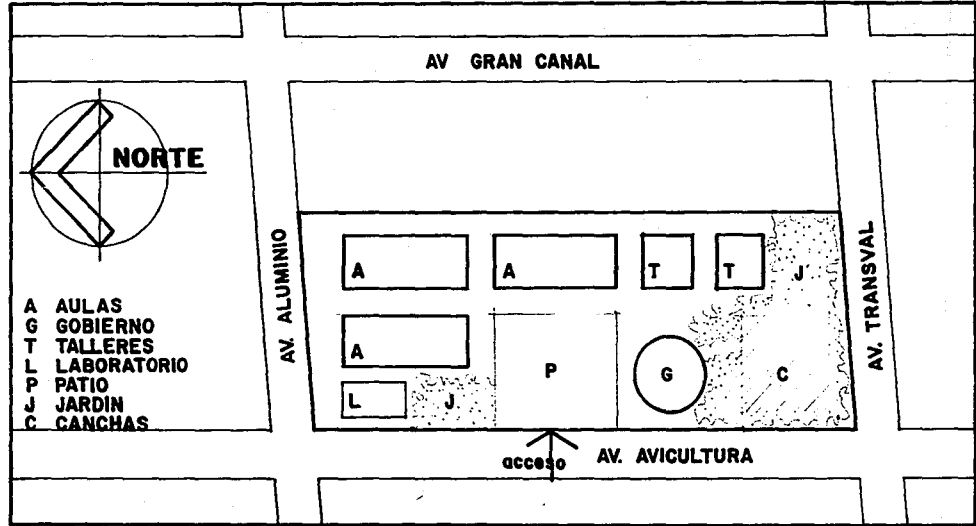 AV GRAN CANAL
NORTE
AV. ALUMINIO
AV. TRANSVAL
A A T T J
A
P G C
L J
A AULAS
G GOBIERNO
T TALLERES
L LABORATORIO
P PATIO
J JARDIN
C CANCHAS
acceso
AV. AVICULTURA